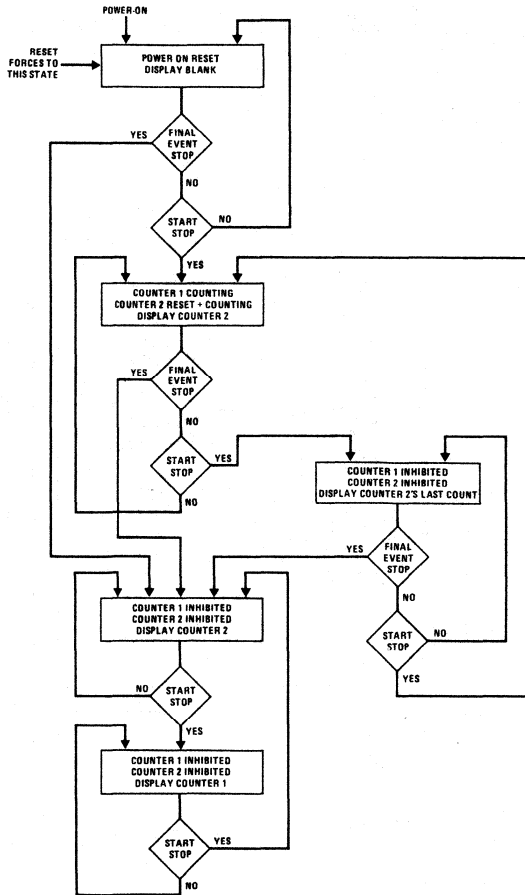 POWER-ON
RESET
FORCES TO
THIS STATE
POWER ON RESET
DISPLAY BLANK
YES
FINAL
EVENT
STOP
NO
START
STOP
NO
YES
COUNTER 1 COUNTING
COUNTER 2 RESET + COUNTING
DISPLAY COUNTER 2
YES
FINAL
EVENT
STOP
NO
START
STOP
YES
NO
COUNTER 1 INHIBITED
COUNTER 2 INHIBITED
DISPLAY COUNTER 2'S LAST COUNT
YES
FINAL
EVENT
STOP
NO
START
STOP
NO
YES
COUNTER 1 INHIBITED
COUNTER 2 INHIBITED
DISPLAY COUNTER 2
NO
START
STOP
YES
COUNTER 1 INHIBITED
COUNTER 2 INHIBITED
DISPLAY COUNTER 1
START
STOP
YES
NO